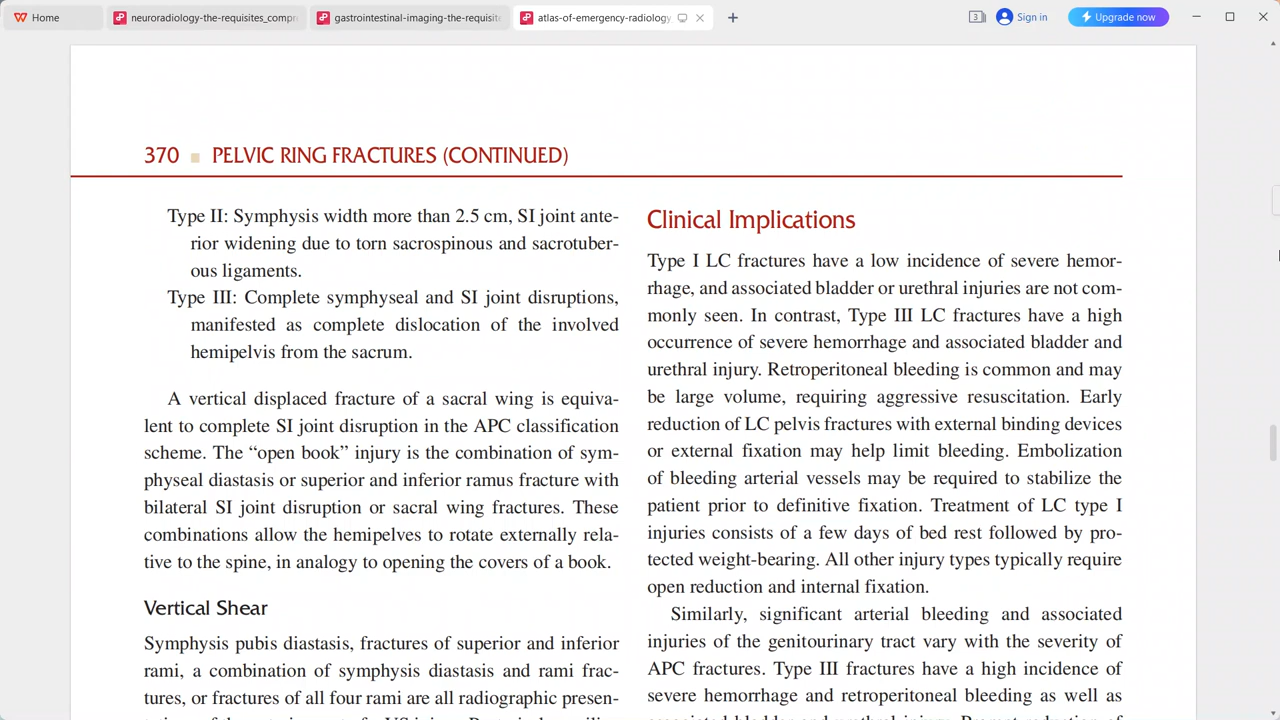 Home
neuroradiology-the-requisites_compre
gastrointestinal-imaging-the-requisite
atlas-of-emergency-radiology
3
Sign in
Upgrade now
370 PELVIC RING FRACTURES (CONTINUED)
Type II: Symphysis width more than 2.5 cm, SI joint ante-
rior widening due to torn sacrospinous and sacrotuber-
ous ligaments.
Type III: Complete symphyseal and SI joint disruptions,
manifested as complete dislocation of the involved
hemipelvis from the sacrum.
A vertical displaced fracture of a sacral wing is equiva-
lent to complete SI joint disruption in the APC classification
scheme. The “open book” injury is the combination of sym-
physeal diastasis or superior and inferior ramus fracture with
bilateral SI joint disruption or sacral wing fractures. These
combinations allow the hemipelves to rotate externally rela-
tive to the spine, in analogy to opening the covers of a book.
Vertical Shear
Symphysis pubis diastasis, fractures of superior and inferior
rami, a combination of symphysis diastasis and rami frac-
tures, or fractures of all four rami are all radiographic presen-
Clinical Implications
Type I LC fractures have a low incidence of severe hemor-
rhage, and associated bladder or urethral injuries are not com-
monly seen. In contrast, Type III LC fractures have a high
occurrence of severe hemorrhage and associated bladder and
urethral injury. Retroperitoneal bleeding is common and may
be large volume, requiring aggressive resuscitation. Early
reduction of LC pelvis fractures with external binding devices
or external fixation may help limit bleeding. Embolization
of bleeding arterial vessels may be required to stabilize the
patient prior to definitive fixation. Treatment of LC type I
injuries consists of a few days of bed rest followed by pro-
tected weight-bearing. All other injury types typically require
open reduction and internal fixation.
Similarly, significant arterial bleeding and associated
injuries of the genitourinary tract vary with the severity of
APC fractures. Type III fractures have a high incidence of
severe hemorrhage and retroperitoneal bleeding as well as